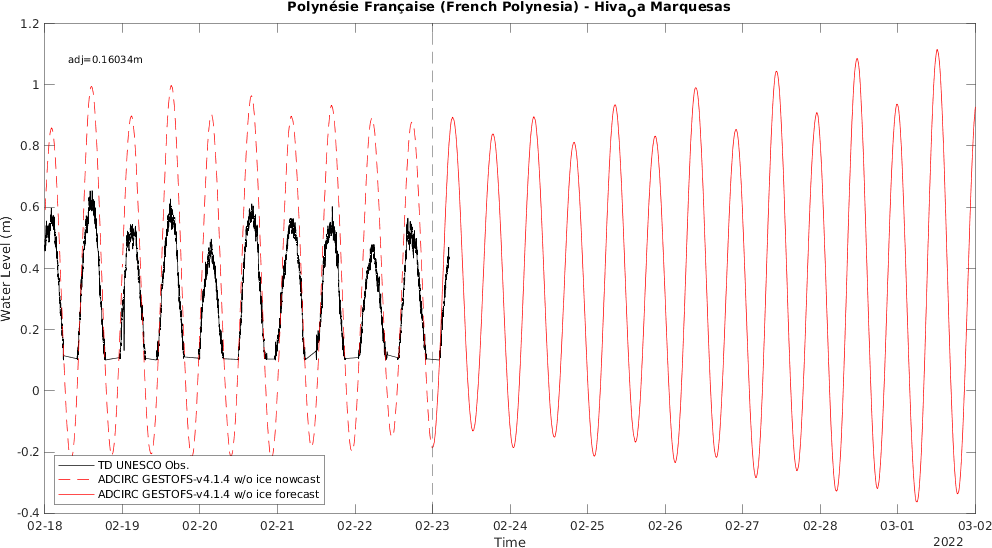 Polynésie Française (French Polynesia) - HivaOa Marquesas
adj=0.16034m
Water Level (m)
1.2
1
0.8
0.6
0.4
0.2
0
-0.2
-0.4
TD UNESCO Obs.
ADCIRC GESTOFS-v4.1.4 w/o ice nowcast
ADCIRC GESTOFS-v4.1.4 w/o ice forecast
02-18 02-19 02-20 02-21 02-22 02-23 02-24 02-25 02-26 02-27 02-28 03-01 03-02
Time
2022